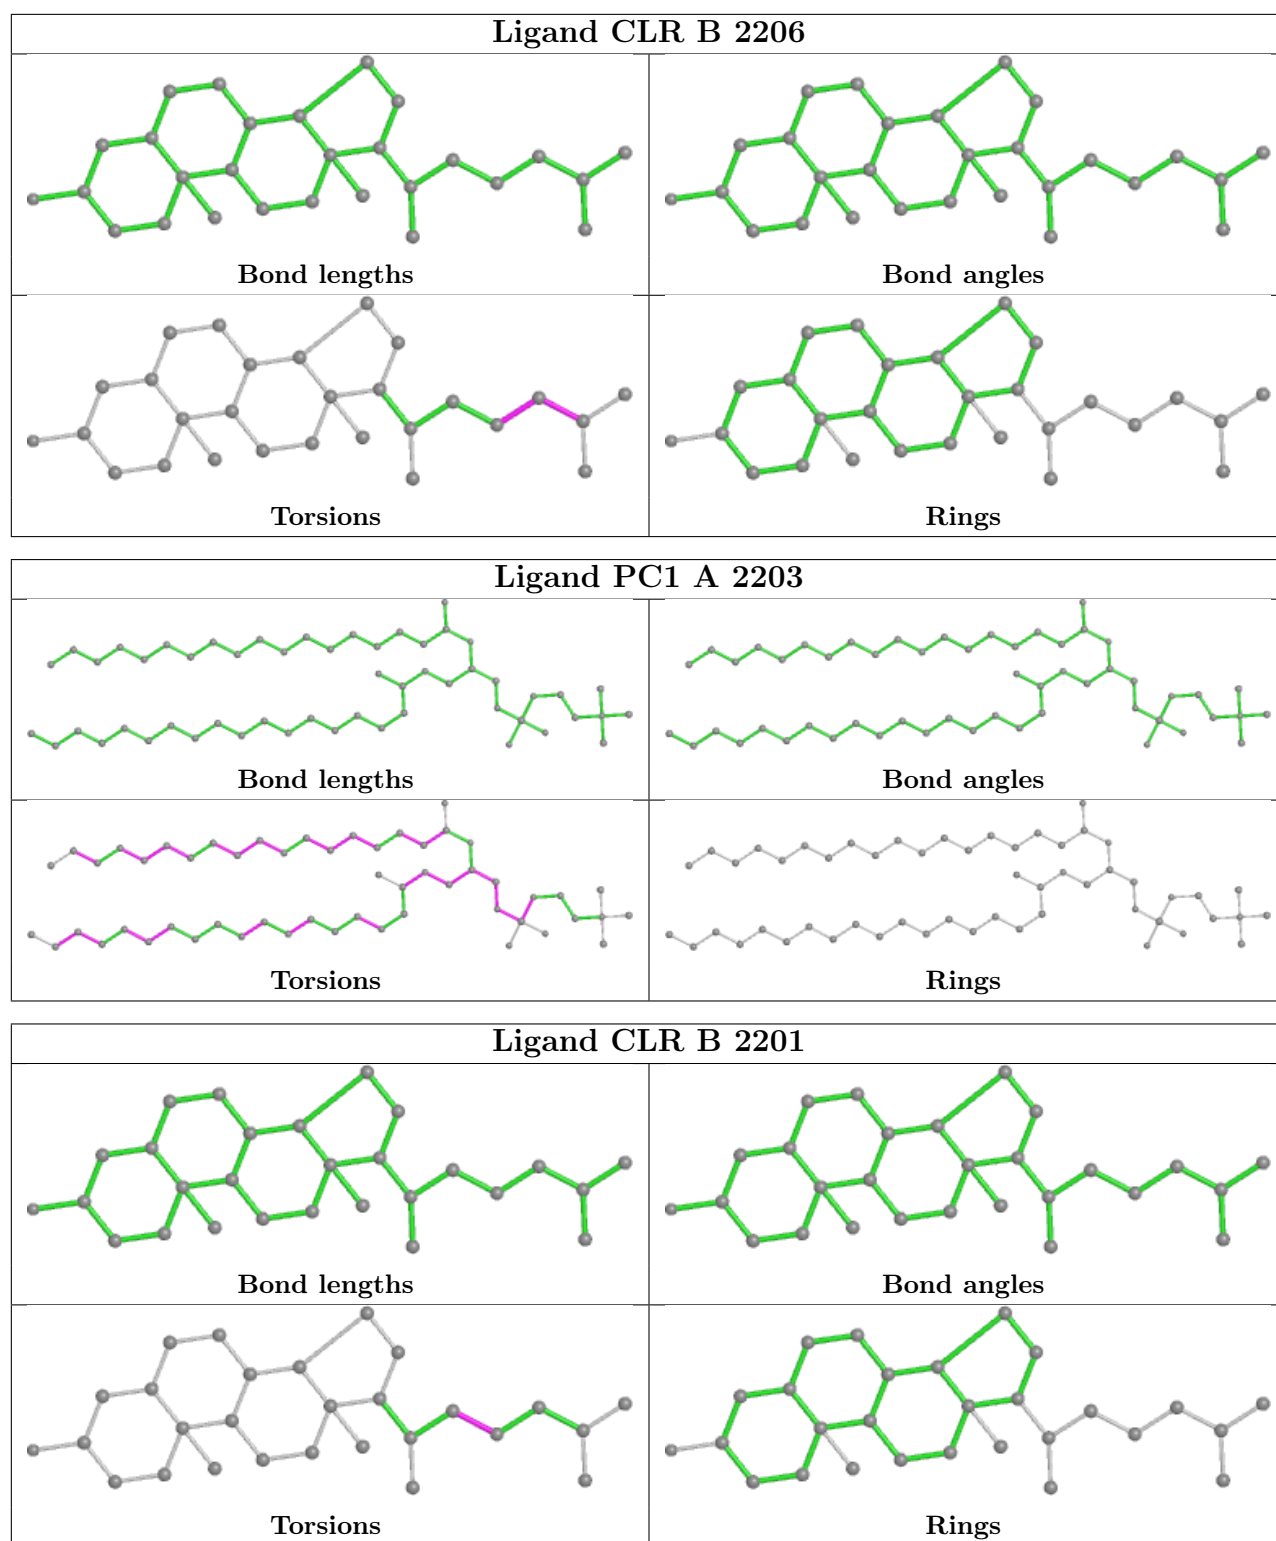 Ligand CLR B 2206
Bond lengths
Bond angles
Torsions
Rings
Ligand PC1 A 2203
Bond lengths
Bond angles
Torsions
Rings
Ligand CLR B 2201
Bond lengths
Bond angles
Torsions
Rings